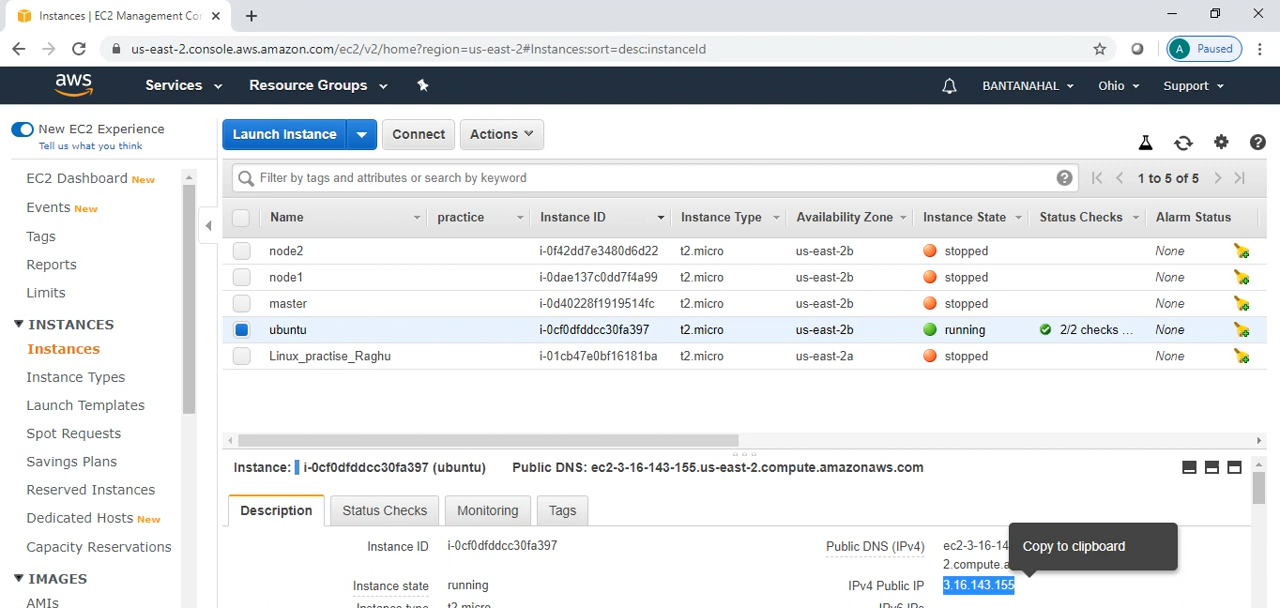 Instances | EC2 Management Con
us-east-2.console.aws.amazon.com/ec2/v2/home?region=us-east-2#Instances:sort=desc:instanceId
A Paused
aws Services Resource Groups BANTANAHAL Ohio Support
New EC2 Experience
Tell us what you think
Launch Instance Connect Actions
Filter by tags and attributes or search by keyword
1 to 5 of 5
Name practice Instance ID Instance Type Availability Zone Instance State Status Checks Alarm Status
node2 i-0f42dd7e3480d6d22 t2.micro us-east-2b stopped None
node1 i-0dae137c0dd7f4a99 t2.micro us-east-2b stopped None
master i-0d40228f1919514fc t2.micro us-east-2b stopped None
ubuntu i-0cf0dfddcc30fa397 t2.micro us-east-2b running 2/2 checks ... None
Linux_practise_Raghu i-01cb47e0bf16181ba t2.micro us-east-2a stopped None
EC2 Dashboard New
Events New
Tags
Reports
Limits
INSTANCES
Instances
Instance Types
Launch Templates
Spot Requests
Savings Plans
Reserved Instances
Dedicated Hosts New
Capacity Reservations
IMAGES
AMIs
Instance: i-0cf0dfddcc30fa397 (ubuntu) Public DNS: ec2-3-16-143-155.us-east-2.compute.amazonaws.com
Description Status Checks Monitoring Tags
Instance ID i-0cf0dfddcc30fa397
Public DNS (IPv4) ec2-3-16-14
2.compute.a
Copy to clipboard
Instance state running
IPv4 Public IP 3.16.143.155
Instance type t2.micro
IPv6 IPs